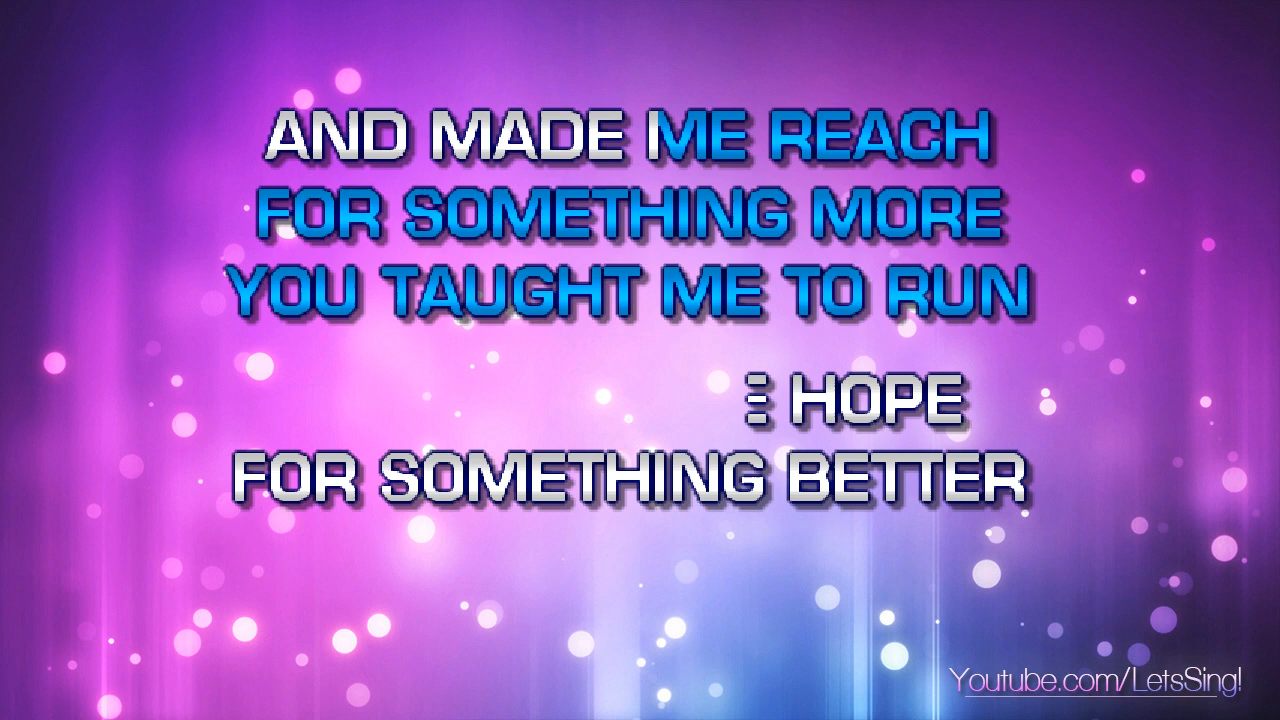 AND MADE ME REACH
FOR SOMETHING MORE
YOU TAUGHT ME TO RUN
HOPE
FOR SOMETHING BETTER
Youtube.com/LetsSing!